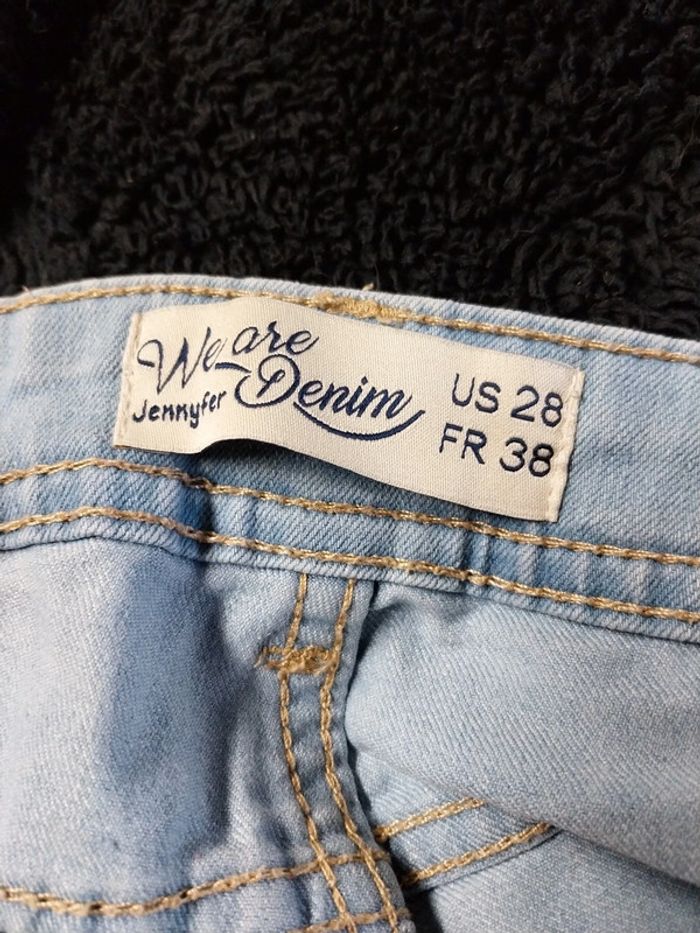 We are
Denim
Jennyfer
US 28
FR 38